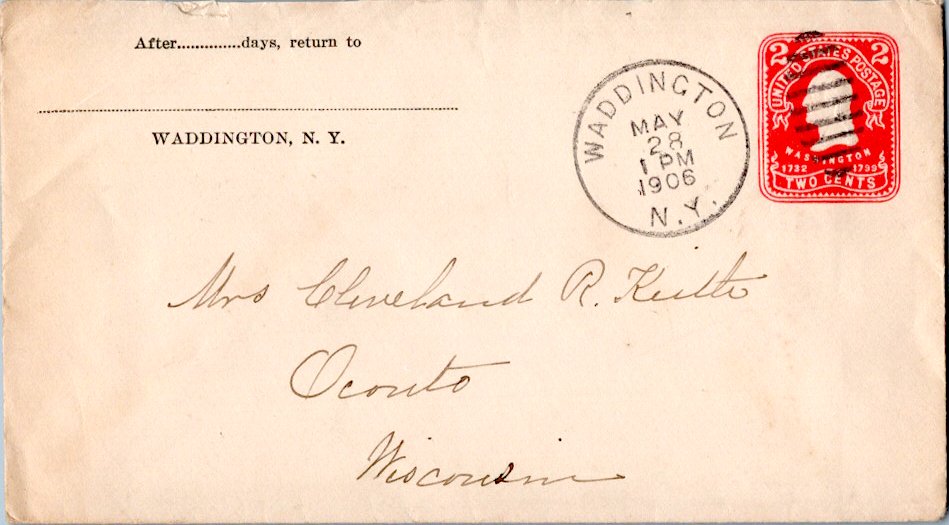 After..............days, return to
WADDINGTON, N. Y.
WADDINGTON
MAY
28
1 PM
1906
N.Y.
2 2
UNITED STATES POSTAGE
WASHINGTON
1732 1799
TWO CENTS
Mrs Cleveland R. Keith
Oconto
Wisconsin